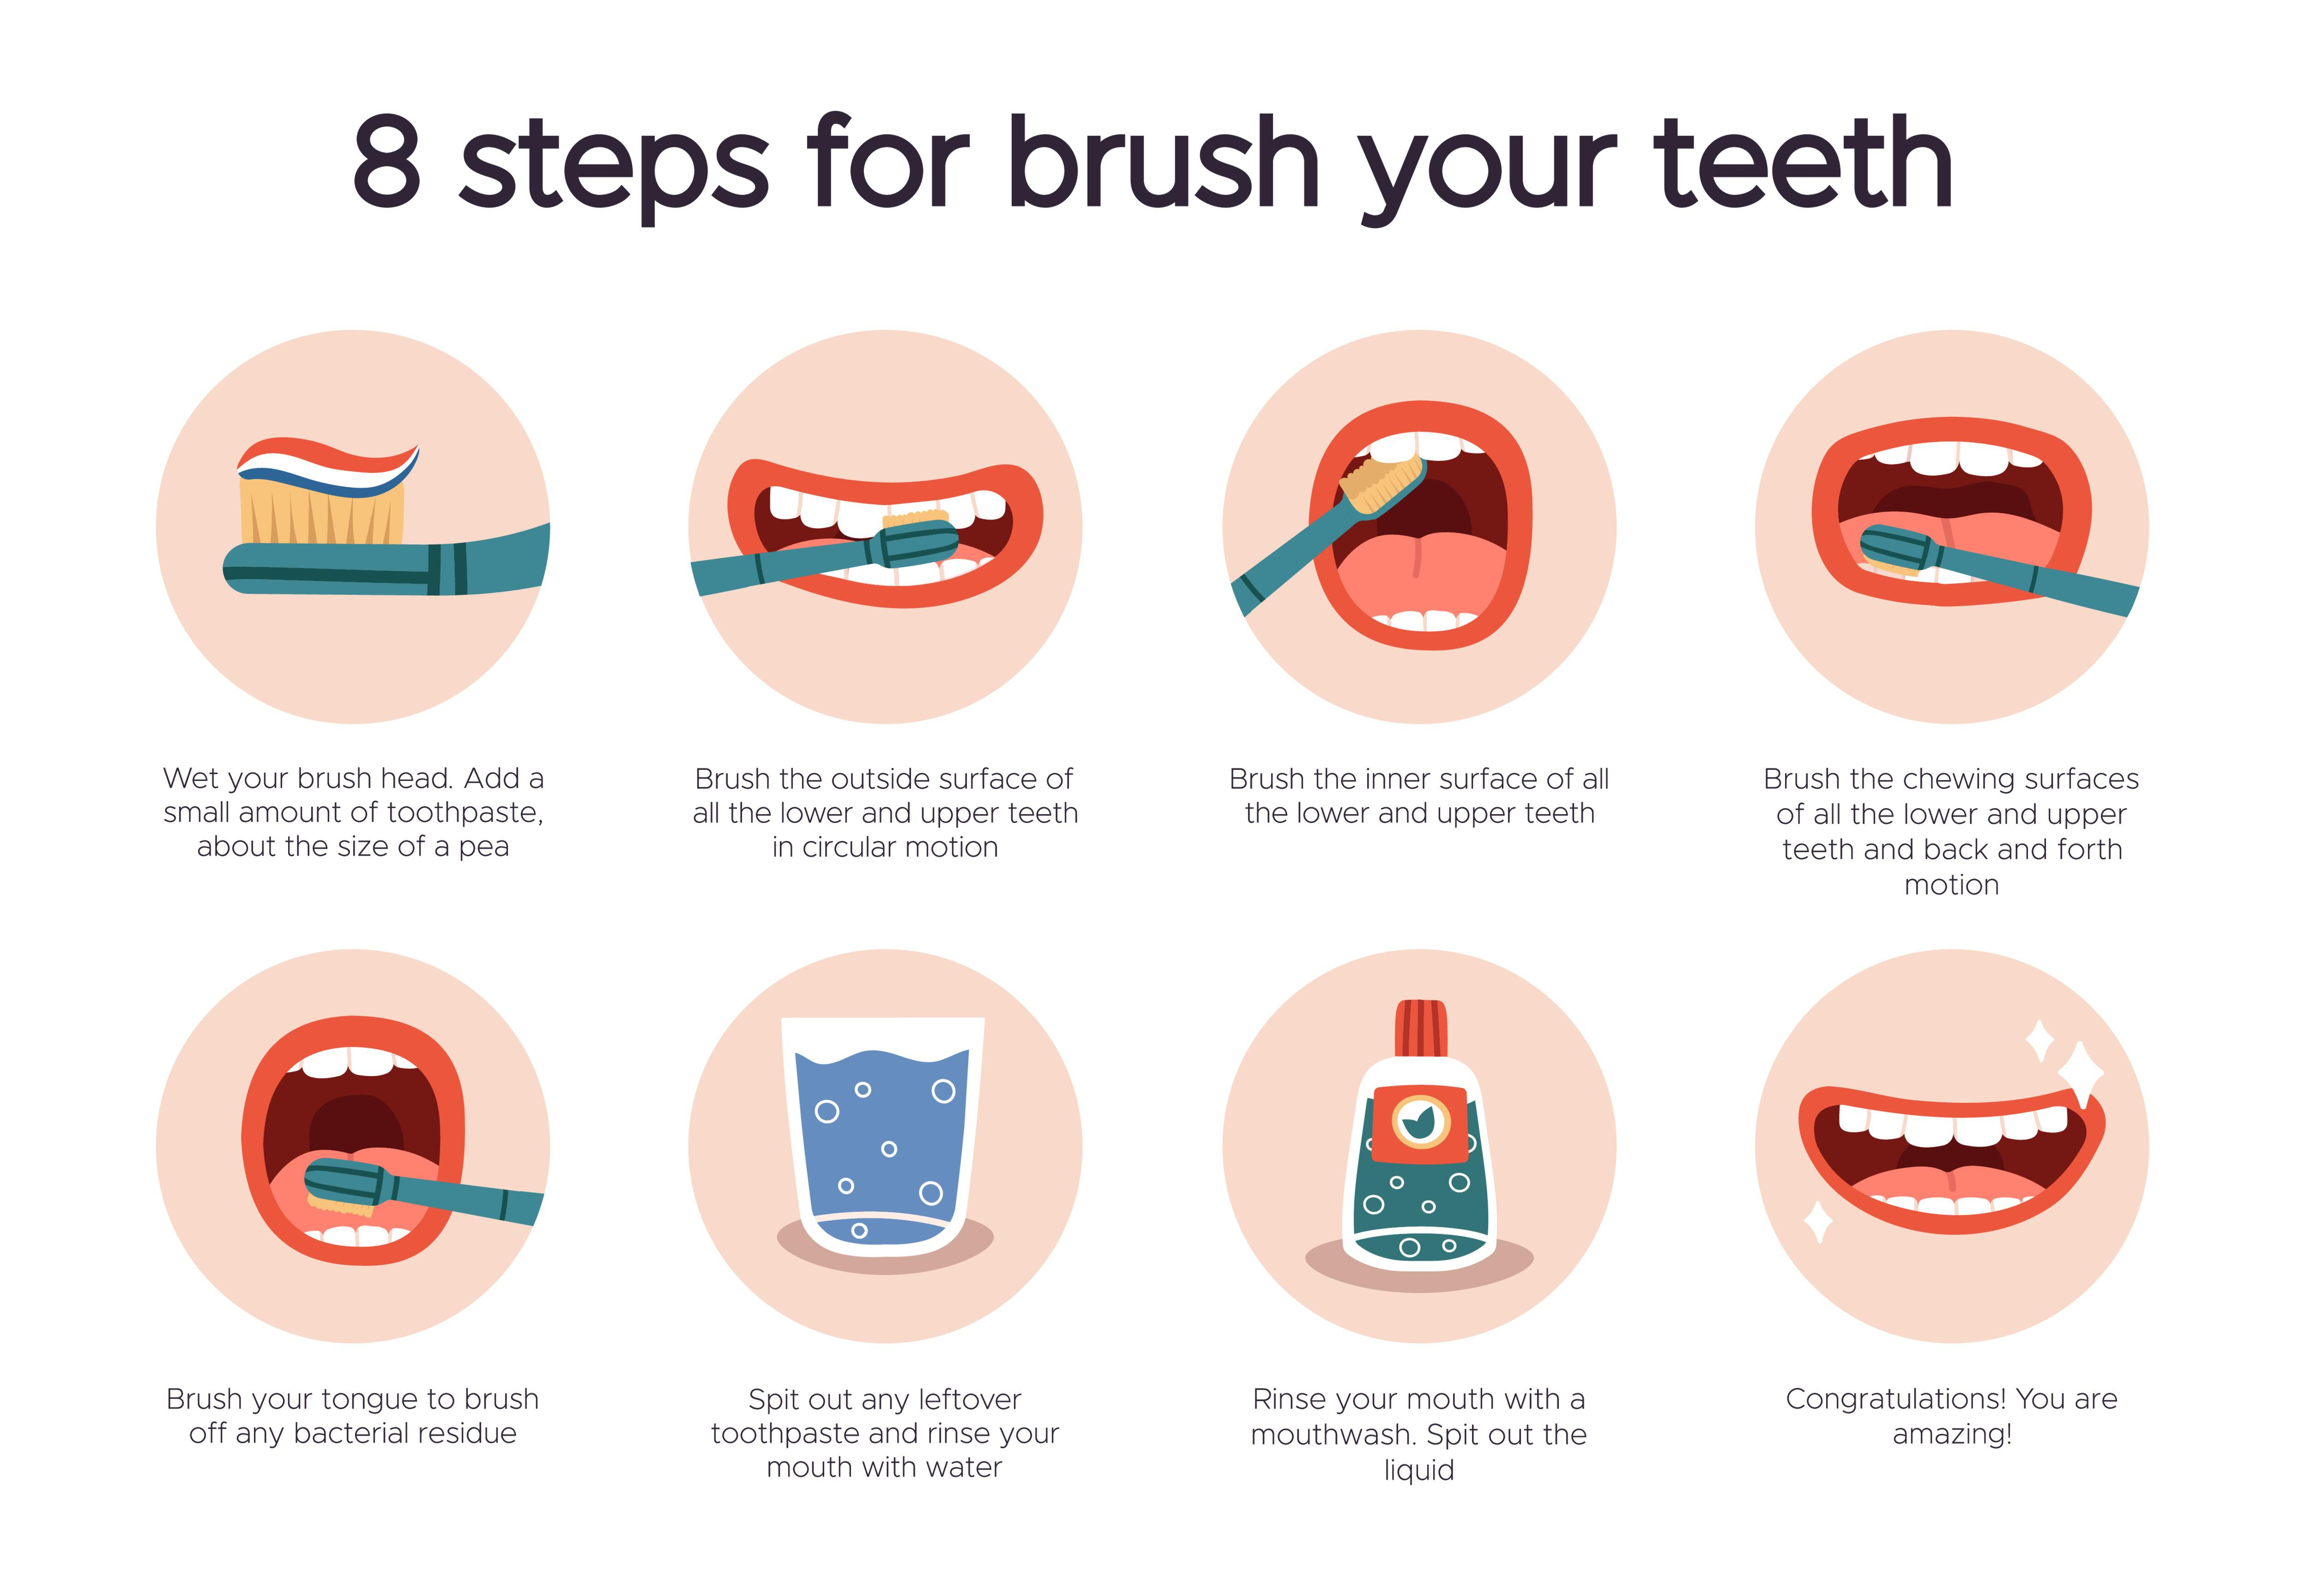 8 steps for brush your teeth
Wet your brush head. Add a
small amount of toothpaste,
about the size of a pea
Brush the outside surface of
all the lower and upper teeth
in circular motion
Brush the inner surface of all
the lower and upper teeth
Brush the chewing surfaces
of all the lower and upper
teeth and back and forth
motion
Brush your tongue to brush
off any bacterial residue
Spit out any leftover
toothpaste and rinse your
mouth with water
Rinse your mouth with a
mouthwash. Spit out the
liquid
Congratulations! You are
amazing!